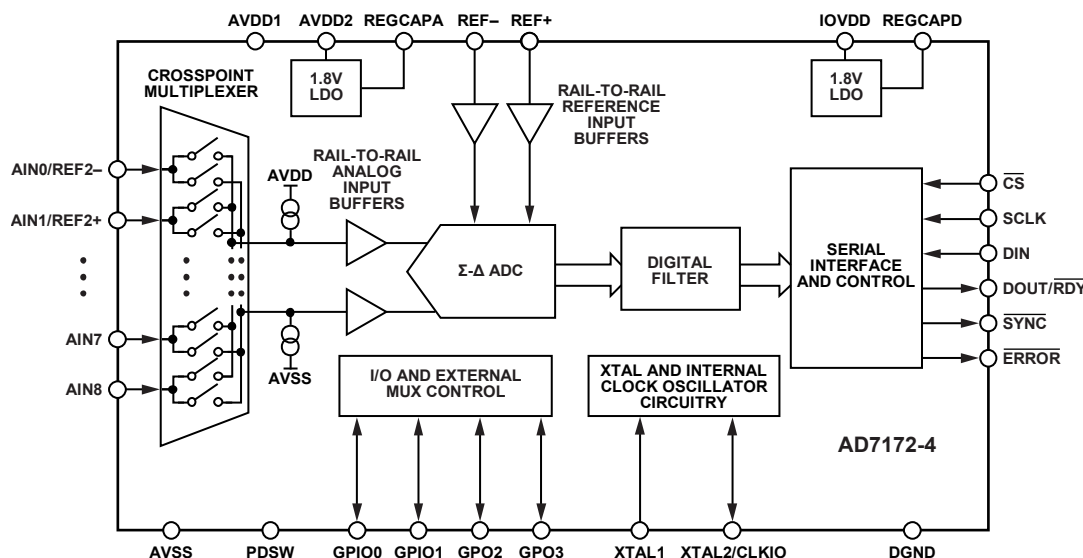 AVDD1
AVDD2
REGCAPA
REF–
REF+
IOVDD
REGCAPD
CROSSPOINT
MULTIPLEXER
1.8V
LDO
RAIL-TO-RAIL
REFERENCE
INPUT
BUFFERS
1.8V
LDO
RAIL-TO-RAIL
ANALOG
INPUT
BUFFERS
AVDD
AIN0/REF2–
AIN1/REF2+
AIN7
AIN8
Σ-Δ ADC
DIGITAL
FILTER
SERIAL
INTERFACE
AND CONTROL
CS
SCLK
DIN
DOUT/RDY
SYNC
ERROR
AVSS
I/O AND EXTERNAL
MUX CONTROL
XTAL AND INTERNAL
CLOCK OSCILLATOR
CIRCUITRY
AD7172-4
AVSS
PDSW
GPIO0
GPIO1
GPO2
GPO3
XTAL1
XTAL2/CLKIO
DGND